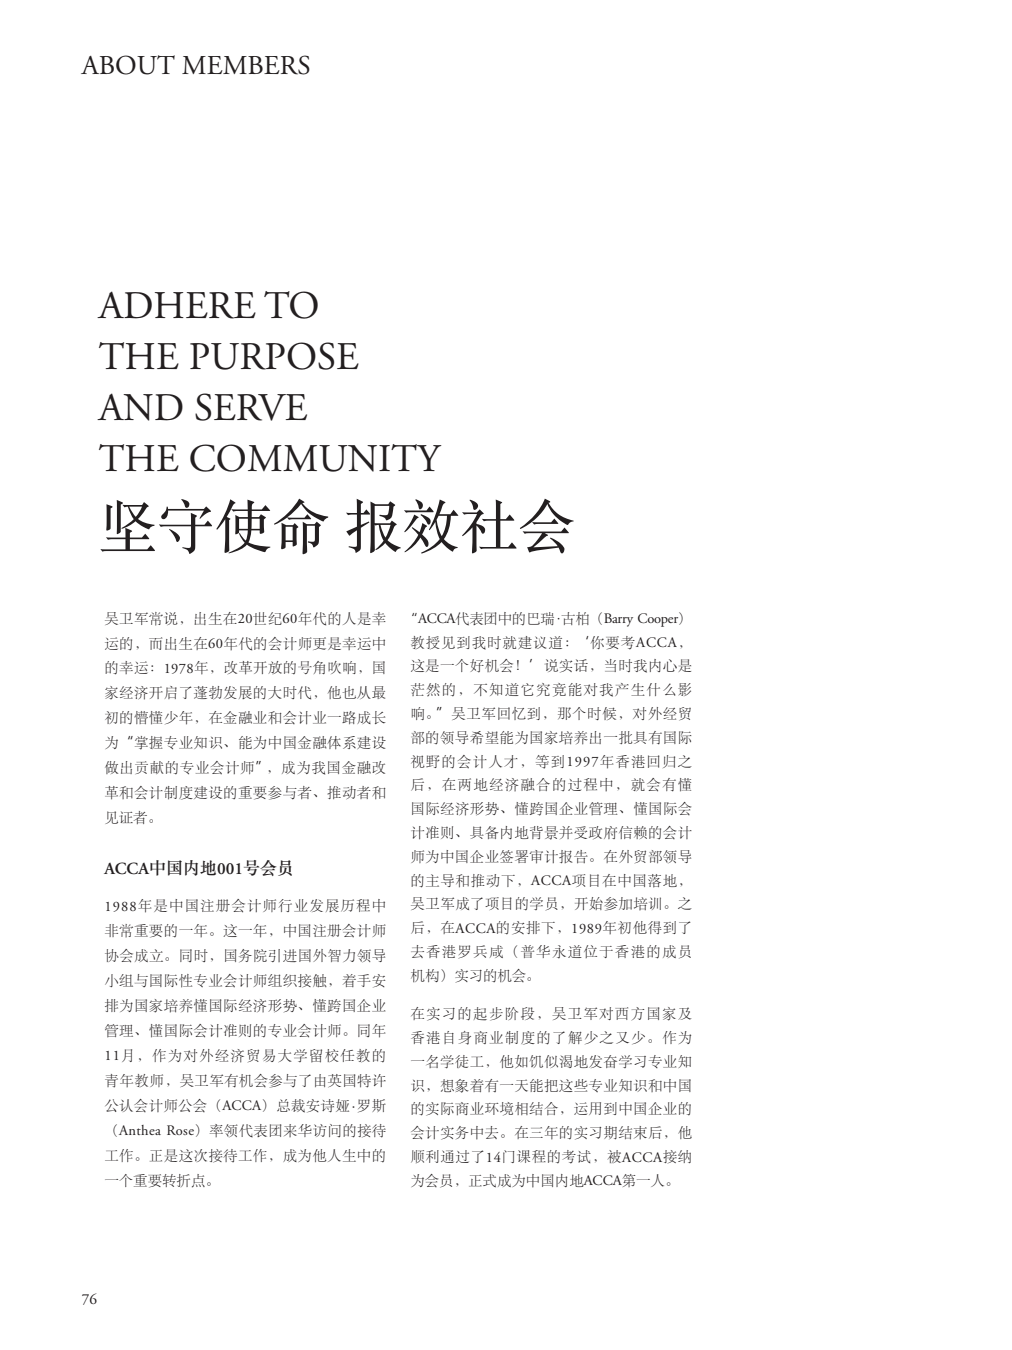 ABOUT MEMBERS
ADHERE TO
THE PURPOSE
AND SERVE
THE COMMUNITY
坚守使命 报效社会
吴卫军常说，出生在20世纪60年代的人是幸
运的，而出生在60年代的会计师更是幸运中
的幸运：1978年，改革开放的号角吹响，国
家经济开启了蓬勃发展的大时代，他也从最
初的懵懂少年，在金融业和会计业一路成长
为“掌握专业知识、能为中国金融体系建设
做出贡献的专业会计师”，成为我国金融改
革和会计制度建设的重要参与者、推动者和
见证者。
ACCA中国内地001号会员
1988年是中国注册会计师行业发展历程中
非常重要的一年。这一年，中国注册会计师
协会成立。同时，国务院引进国外智力领导
小组与国际性专业会计师组织接触，着手安
排为国家培养懂国际经济形势、懂跨国企业
管理、懂国际会计准则的专业会计师。同年
11月，作为对外经济贸易大学留校任教的
青年教师，吴卫军有机会参与了由英国特许
公认会计师公会（ACCA）总裁安诗娅·罗斯
（Anthea Rose）率领代表团来华访问的接待
工作。正是这次接待工作，成为他人生中的
一个重要转折点。
“ACCA代表团中的巴瑞·古柏（Barry Cooper）
教授见到我时就建议道：‘你要考ACCA，
这是一个好机会！’说实话，当时我内心是
茫然的，不知道它究竟能对我产生什么影
响。”吴卫军回忆到，那个时候，对外经贸
部的领导希望能为国家培养出一批具有国际
视野的会计人才，等到1997年香港回归之
后，在两地经济融合的过程中，就会有懂
国际经济形势、懂跨国企业管理、懂国际会
计准则、具备内地背景并受政府信赖的会计
师为中国企业签署审计报告。在外贸部领导
的主导和推动下，ACCA项目在中国落地，
吴卫军成了项目的学员，开始参加培训。之
后，在ACCA的安排下，1989年初他得到了
去香港罗兵咸（普华永道位于香港的成员
机构）实习的机会。
在实习的起步阶段，吴卫军对西方国家及
香港自身商业制度的了解少之又少。作为
一名学徒工，他如饥似渴地发奋学习专业知
识，想象着有一天能把这些专业知识和中国
的实际商业环境相结合，运用到中国企业的
会计实务中去。在三年的实习期结束后，他
顺利通过了14门课程的考试，被ACCA接纳
为会员，正式成为中国内地ACCA第一人。
76